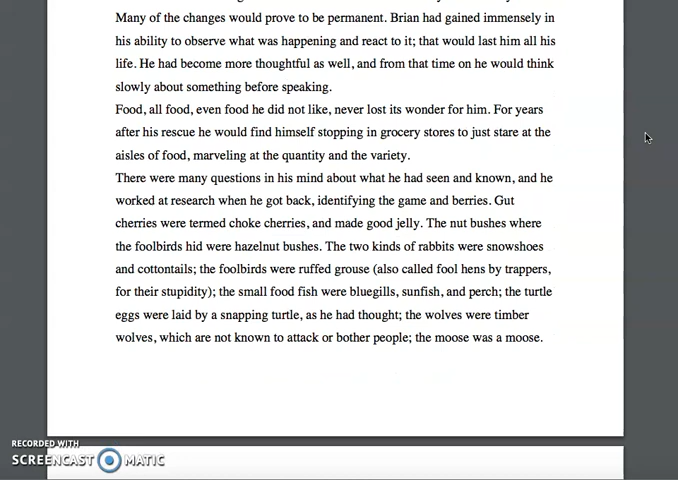 Many of the changes would prove to be permanent. Brian had gained immensely in
his ability to observe what was happening and react to it; that would last him all his
life. He had become more thoughtful as well, and from that time on he would think
slowly about something before speaking.
Food, all food, even food he did not like, never lost its wonder for him. For years
after his rescue he would find himself stopping in grocery stores to just stare at the
aisles of food, marveling at the quantity and the variety.
There were many questions in his mind about what he had seen and known, and he
worked at research when he got back, identifying the game and berries. Gut
cherries were termed choke cherries, and made good jelly. The nut bushes where
the foolbirds hid were hazelnut bushes. The two kinds of rabbits were snowshoes
and cottontails; the foolbirds were ruffed grouse (also called fool hens by trappers,
for their stupidity); the small food fish were bluegills, sunfish, and perch; the turtle
eggs were laid by a snapping turtle, as he had thought; the wolves were timber
wolves, which are not known to attack or bother people; the moose was a moose.
RECORDED WITH
SCREENCAST MATIC